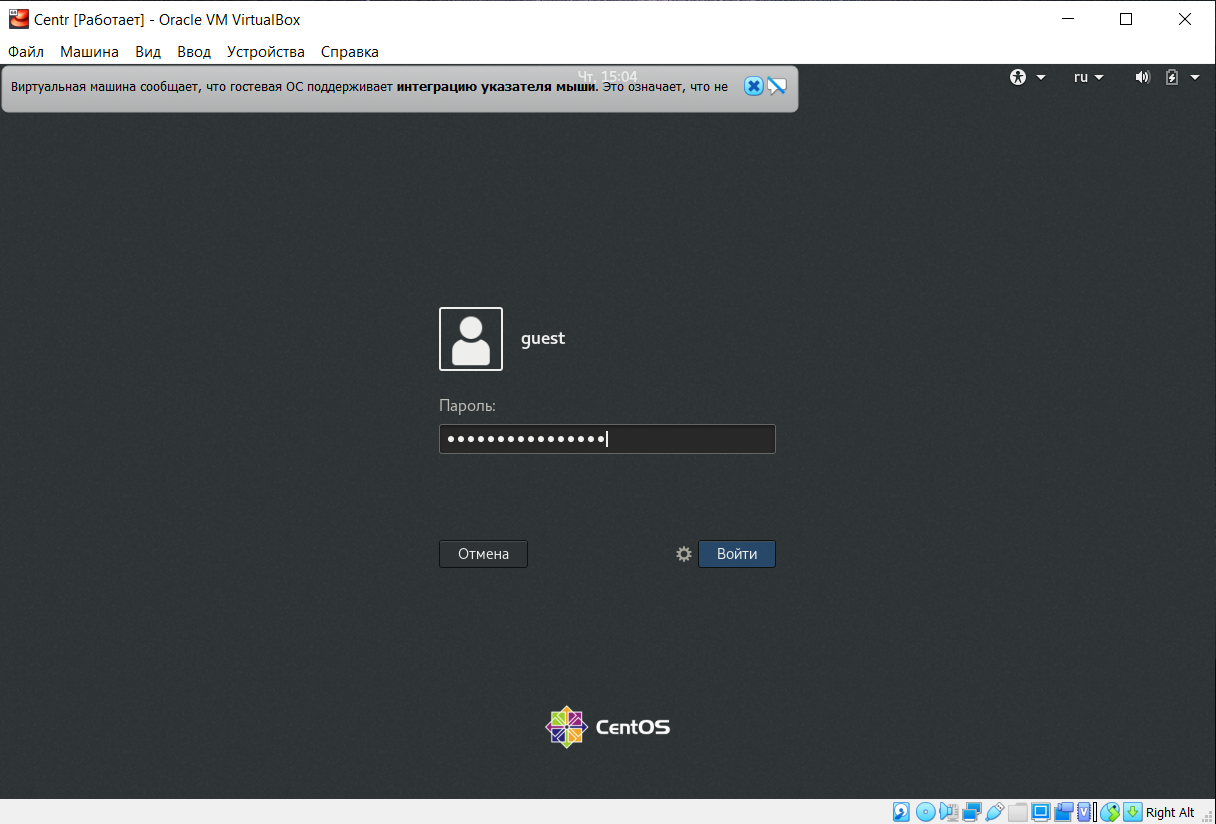 Centr [Работает] - Oracle VM VirtualBox
Файл Машина Вид Ввод Устройства Справка
Чт, 15:04
Виртуальная машина сообщает, что гостевая ОС поддерживает интеграцию указателя мыши. Это означает, что не
ru
guest
Пароль:
Отмена
Войти
CentOS
Right Alt